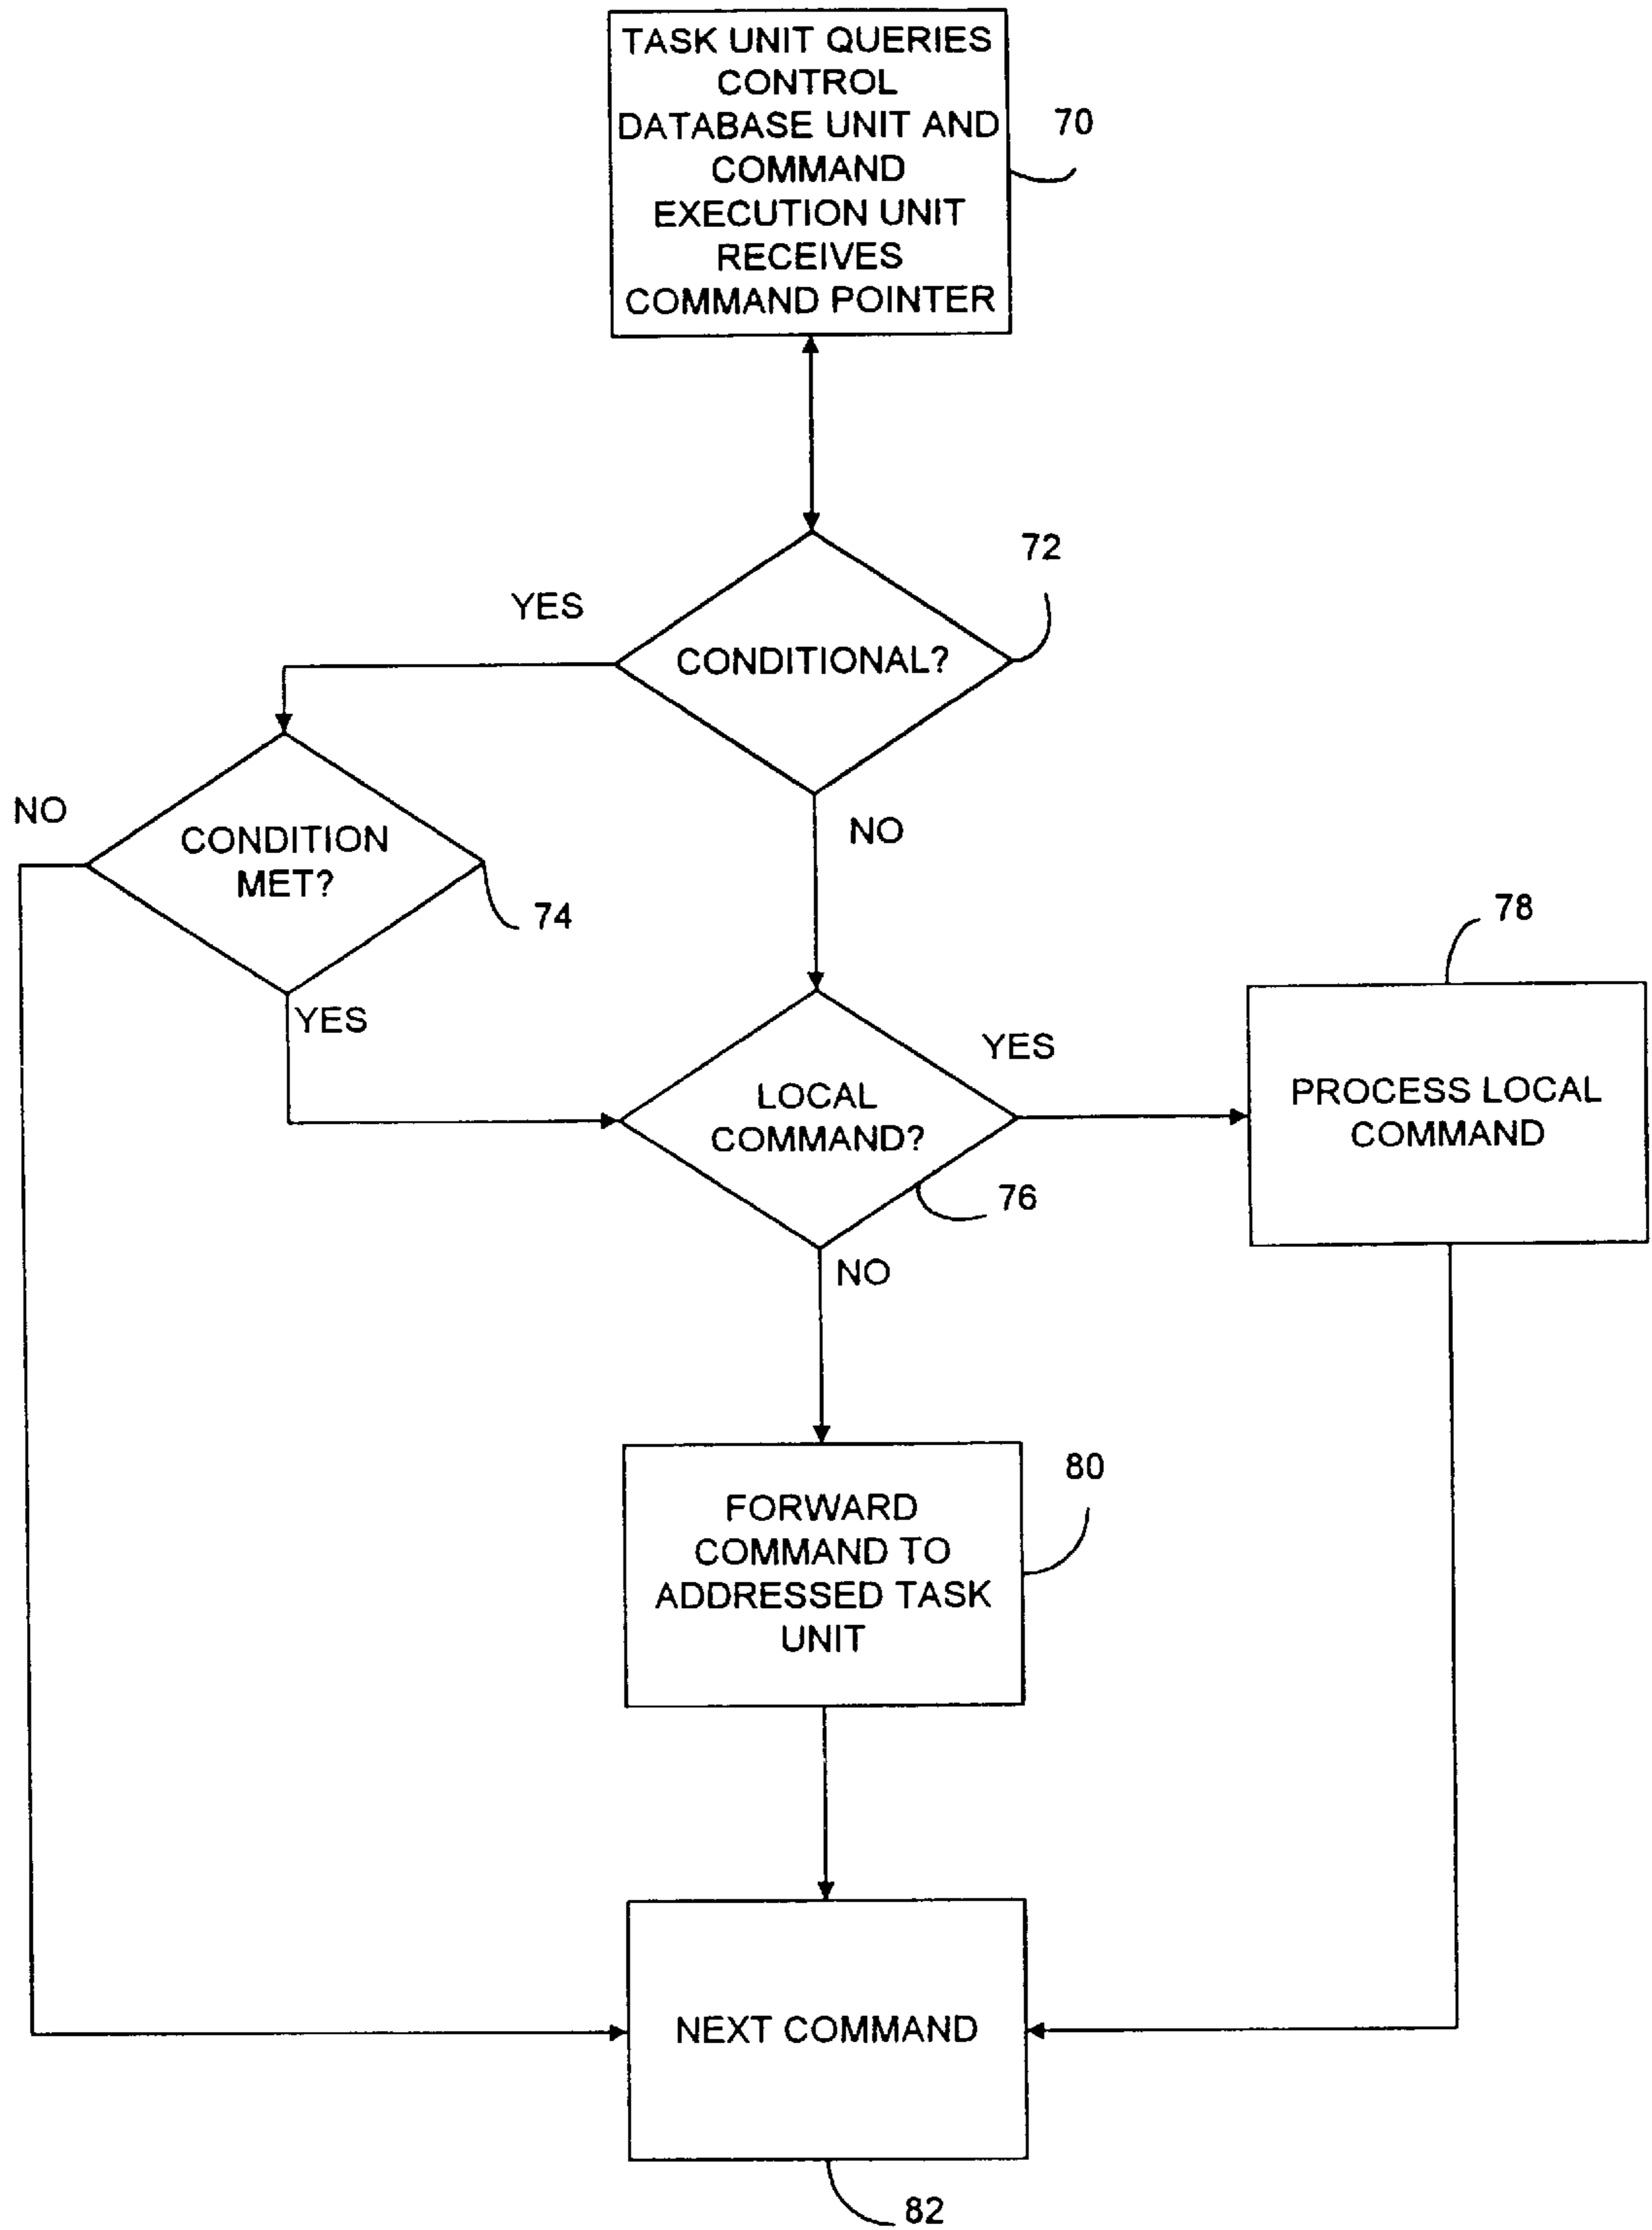 TASK UNIT QUERIES
CONTROL
DATABASE UNIT AND
COMMAND
EXECUTION UNIT
RECEIVES
COMMAND POINTER
70
72
YES
CONDITIONAL?
NO
NO
CONDITION
MET?
74
YES
78
YES
LOCAL
COMMAND?
PROCESS LOCAL
COMMAND
76
NO
80
FORWARD
COMMAND TO
ADDRESSED TASK
UNIT
NEXT COMMAND
82